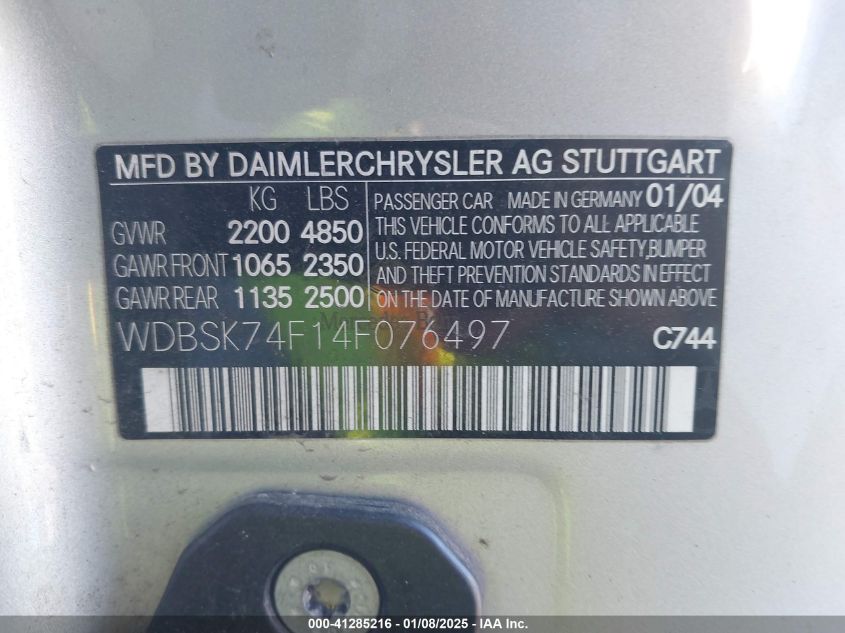 MFD BY DAIMLERCHRYSLER AG STUTTGART
KG LBS
GVWR 2200 4850
GAWR FRONT 1065 2350
GAWR REAR 1135 2500
PASSENGER CAR MADE IN GERMANY 01/04
THIS VEHICLE CONFORMS TO ALL APPLICABLE
U.S. FEDERAL MOTOR VEHICLE SAFETY,BUMPER
AND THEFT PREVENTION STANDARDS IN EFFECT
ON THE DATE OF MANUFACTURE SHOWN ABOVE
WDBSK74F14F076497
C744
000-41285216 - 01/08/2025 - IAA Inc.